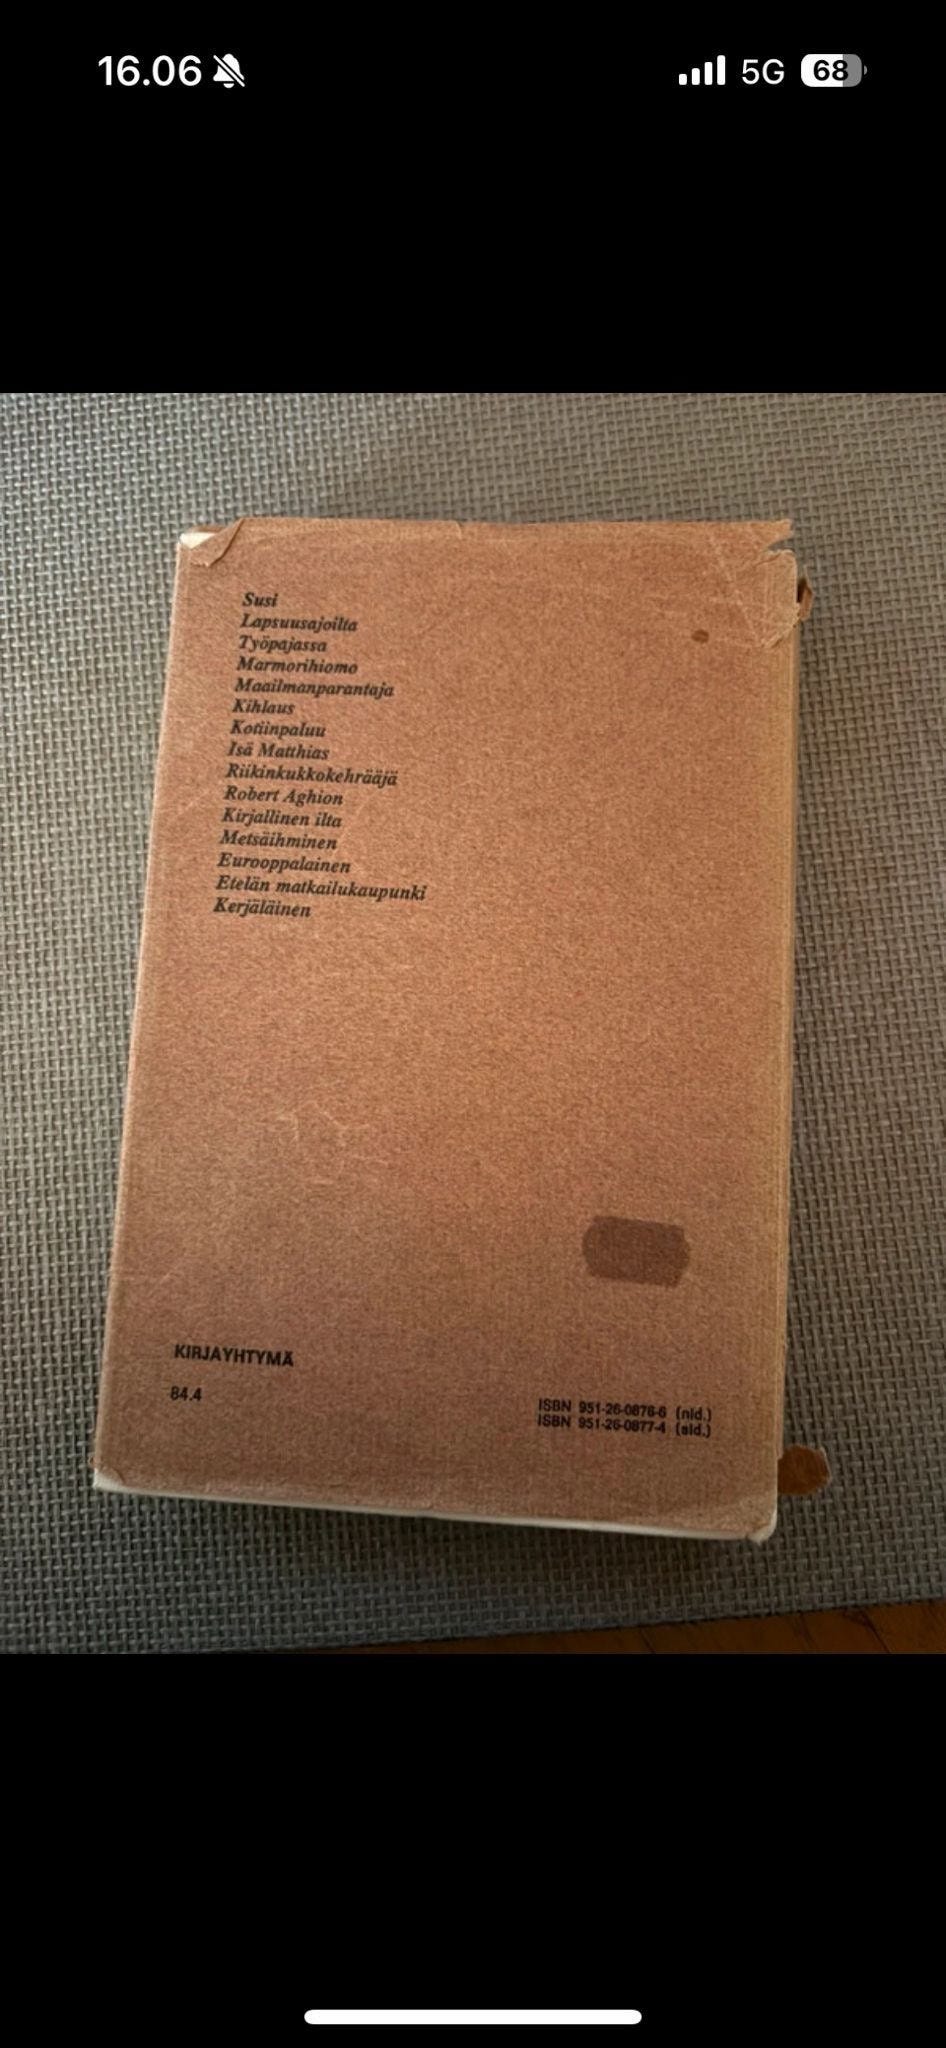 16.06
5G
68
Susi
Lapsuusajoilta
Työpajassa
Marmorihiomo
Maailmanparantaja
Kihlaus
Kotiinpaluu
Isä Matthias
Riikinkukkokehrääjä
Robert Aghion
Kirjallinen ilta
Metsäihminen
Eurooppalainen
Etelän matkailukaupunki
Kerjäläinen
KIRJAYHTYMÄ
84.4
ISBN 951-26-0876-6 (nid.)
ISBN 951-26-0877-4 (sid.)